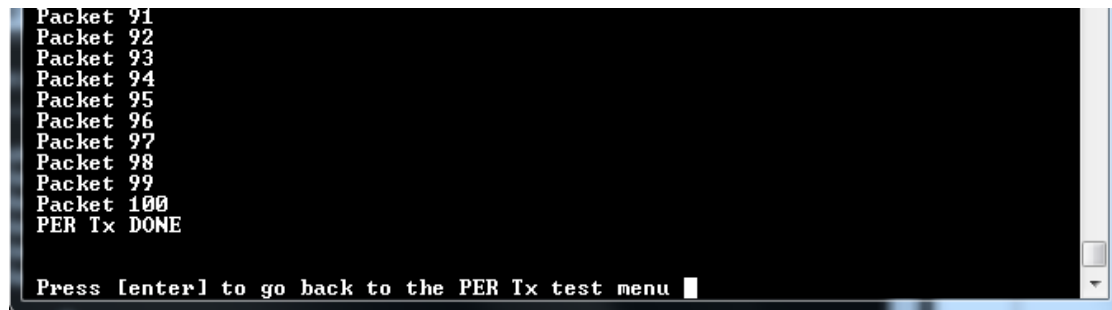 Packet 91
Packet 92
Packet 93
Packet 94
Packet 95
Packet 96
Packet 97
Packet 98
Packet 99
Packet 100
PER Tx DONE
Press [enter] to go back to the PER Tx test menu